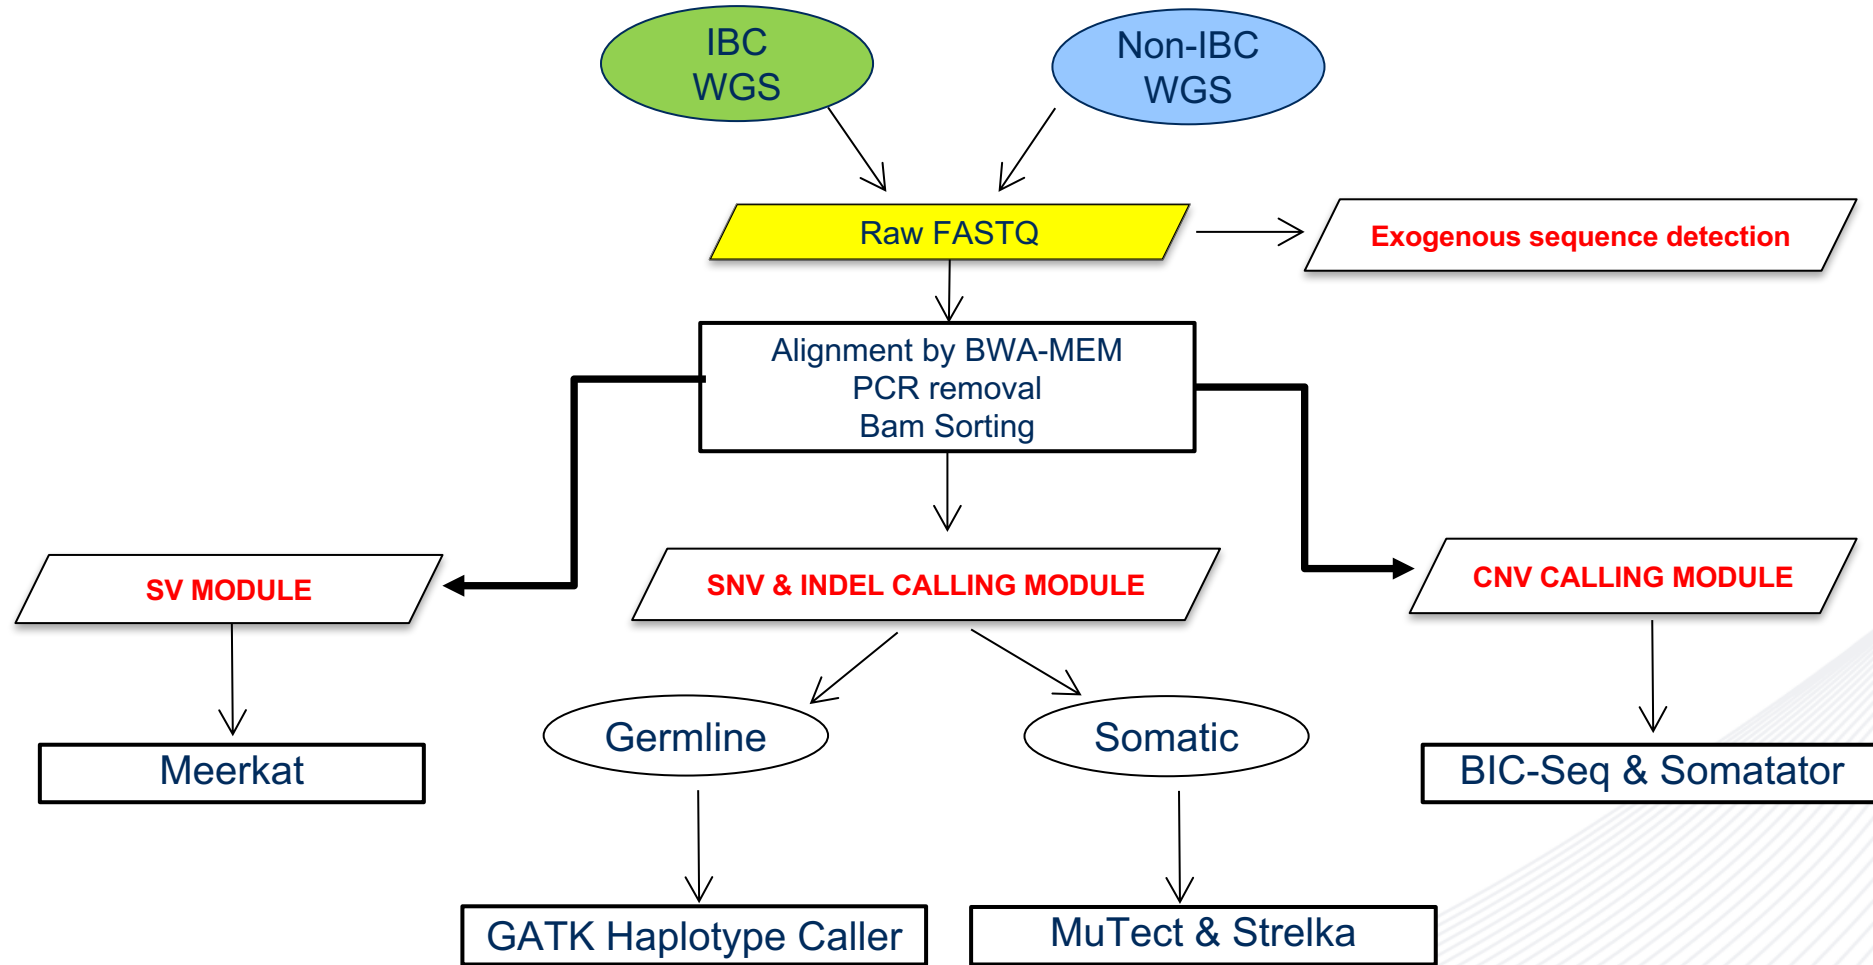 IBC
WGS
Non-IBC
WGS
Raw FASTQ
Exogenous sequence detection
Alignment by BWA-MEM
PCR removal
Bam Sorting
SV MODULE
SNV & INDEL CALLING MODULE
CNV CALLING MODULE
Germline
Somatic
Meerkat
BIC-Seq & Somatator
GATK Haplotype Caller
MuTect & Strelka